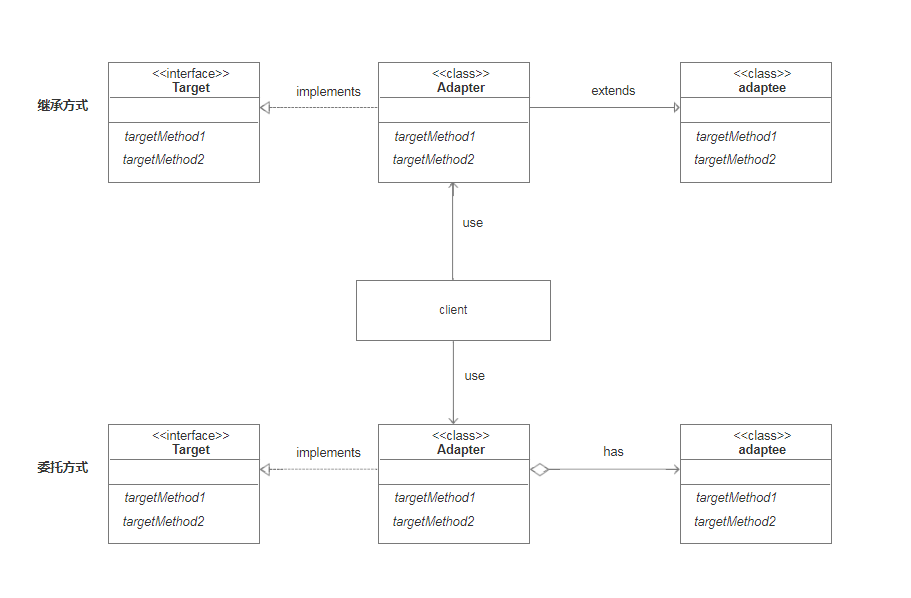 <<interface>>
Target
targetMethod1
targetMethod2
implements
<<class>>
Adapter
targetMethod1
targetMethod2
extends
<<class>>
adaptee
targetMethod1
targetMethod2
继承方式
use
client
use
委托方式
<<interface>>
Target
targetMethod1
targetMethod2
implements
<<class>>
Adapter
targetMethod1
targetMethod2
has
<<class>>
adaptee
targetMethod1
targetMethod2